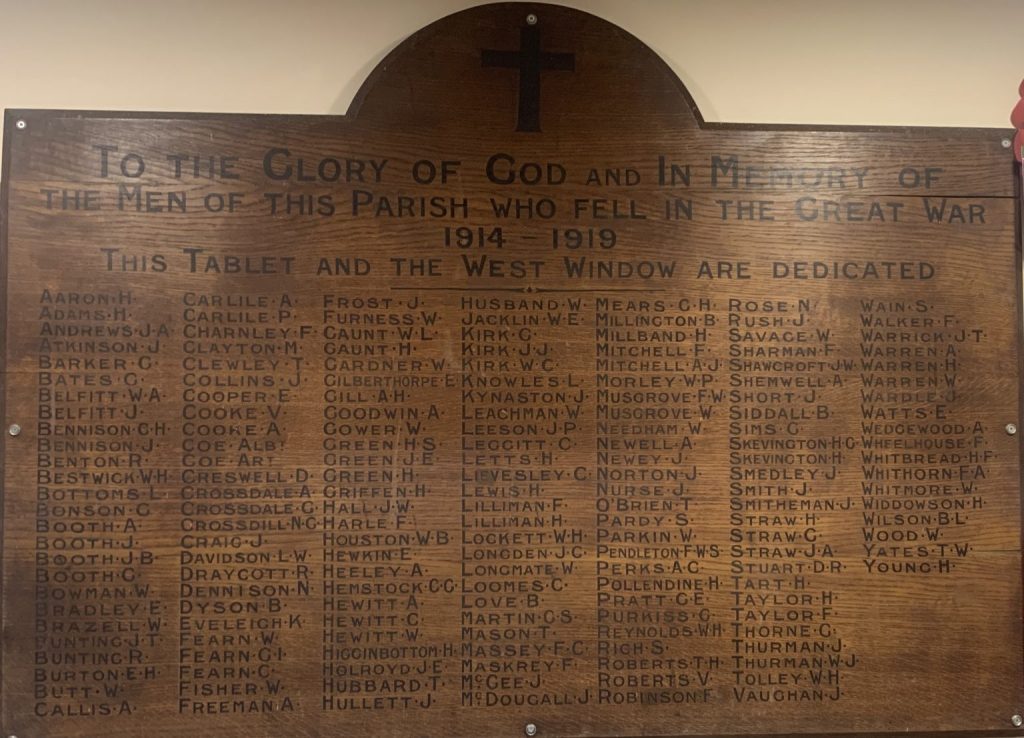 TO THE GLORY OF GOD AND IN MEMORY OF
THE MEN OF THIS PARISH WHO FELL IN THE GREAT WAR
1914 - 1919
THIS TABLET AND THE WEST WINDOW ARE DEDICATED
AARON·H·
ADAMS·H·
ANDREWS·J·A·
ATKINSON·J·
BARKER·G·
BATES·G·
BELFITT·W·A·
BELFITT·J·
BENNISON·G·H·
BENNISON·J·
BENTON·R·
BESTWICK·W·H·
BOTTOMS·L·
BONSON·G·
BOOTH·A·
BOOTH·J·
BOOTH·J·B·
BOOTH·G·
BOWMAN·W·
BRADLEY·E·
BRAZELL·W·
BUNTING·J·T·
BUNTING·R·
BURTON·E·H·
BUTT·W·
CALLIS·A·
CARLILE·A·
CARLILE·P·
CHARNLEY·F·
CLAYTON·M·
CLEWLEY·T·
COLLINS·J·
COOPER·E·
COOKE·V·
COOKE·A·
COE·ALB·
COE·ART·
CRESWELL·D·
CROSSDALE·A·
CROSSDALE·G·
CROSSDILL·N·G·
CRAIG·J·
DAVIDSON·L·W·
DRAYCOTT·R·
DENNISON·N·
DYSON·B·
EVELEIGH·K·
FEARN·W·
FEARN·G·I·
FEARN·G·
FISHER·W·
FREEMAN·A·
FROST·J·
FURNESS·W·
GAUNT·W·L·
GAUNT·H·
GARDNER·W·
GILBERTHORPE·E·
GILL·A·H·
GOODWIN·A·
GOWER·W·
GREEN·H·S·
GREEN·J·E·
GREEN·H·
GRIFFEN·H·
HALL·J·W·
HARLE·F·
HOUSTON·W·B·
HEWKIN·E·
HEELEY·A·
HEMSTOCK·C·G·
HEWITT·A·
HEWITT·G·
HEWITT·W·
HIGGINBOTTOM·H·
HOLROYD·J·E·
HUBBARD·T·
HULLETT·J·
HUSBAND·W·
JACKLIN·W·E·
KIRK·G·
KIRK·J·J·
KIRK·W·G·
KNOWLES·L·
KYNASTON·J·
LEACHMAN·W·
LEESON·J·P·
LEGGITT·C·
LETTS·H·
LIEVESLEY·G·
LEWIS·H·
LILLIMAN·F·
LILLIMAN·H·
LOCKETT·W·H·
LONGDEN·J·C·
LONGMATE·W·
LOOMES·C·
LOVE·B·
MARTIN·G·S·
MASON·T·
MASSEY·F·C·
MASKREY·F·
McGEE·J·
McDOUGALL·J·
MEARS·G·H·
MILLINGTON·B·
MILLBAND·H·
MITCHELL·F·
MITCHELL·A·J·
MORLEY·W·P·
MUSGROVE·F·W·
MUSGROVE·W·
NEEDHAM·W·
NEWELL·A·
NEWEY·J·
NORTON·J·
NURSE·J·
O'BRIEN·T·
PARDY·S·
PARKIN·W·
PENDLETON·F·W·S·
PERKS·A·G·
POLLENDINE·H·
PRATT·G·E·
PURKISS·G·
REYNOLDS·W·H·
RICH·S·
ROBERTS·T·H·
ROBERTS·V·
ROBINSON·F·
ROSE·N·
RUSH·J·
SAVAGE·W·
SHARMAN·F·
SHAWCROFT·J·W·
SHEMWELL·A·
SHORT·J·
SIDDALL·B·
SIMS·G·
SKEVINGTON·H·G·
SKEVINGTON·H·
SMEDLEY·J·
SMITH·J·
SMITHEMAN·J·
STRAW·H·
STRAW·G·
STRAW·J·A·
STUART·D·R·
TART·H·
TAYLOR·H·
TAYLOR·F·
THORNE·G·
THURMAN·J·
THURMAN·W·J·
TOLLEY·W·H·
VAUGHAN·J·
WAIN·S·
WALKER·F·
WARRICK·J·T·
WARREN·A·
WARREN·H·
WARREN·W·
WARDLE·J·
WATTS·E·
WEDGEWOOD·A·
WHEELHOUSE·F·
WHITBREAD·H·F·
WHITHORN·F·A·
WHITMORE·W·
WIDDOWSON·H·
WILSON·B·L·
WOOD·W·
YATES·T·W·
YOUNG·H·